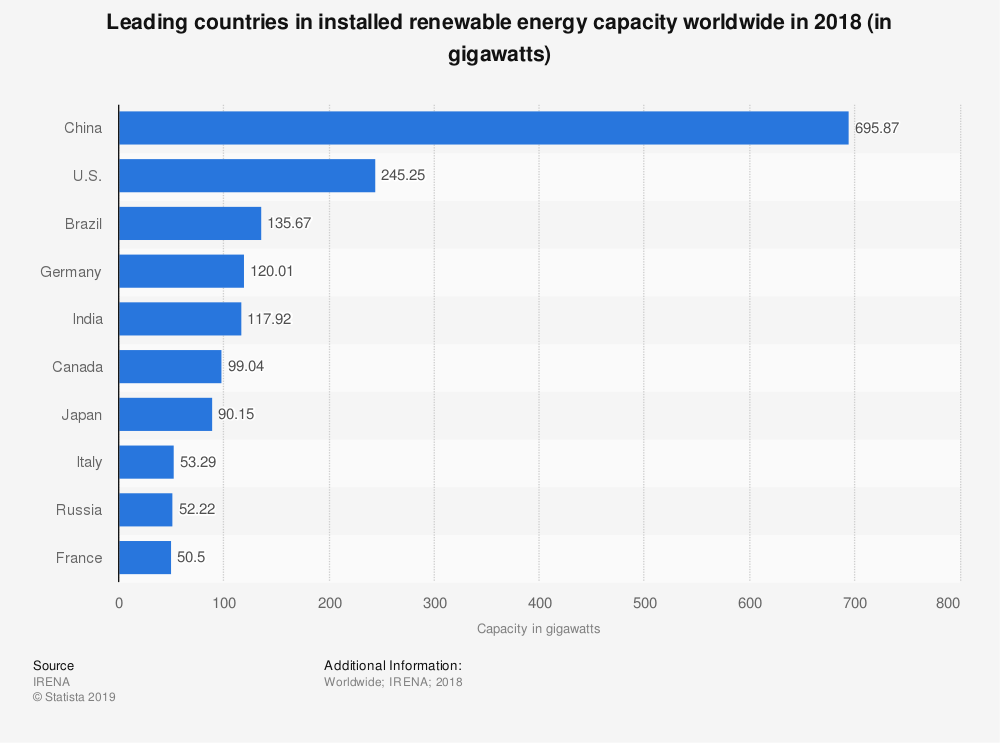 Leading countries in installed renewable energy capacity worldwide in 2018 (in
gigawatts)
China 695.87
U.S. 245.25
Brazil 135.67
Germany 120.01
India 117.92
Canada 99.04
Japan 90.15
Italy 53.29
Russia 52.22
France 50.5
0 100 200 300 400 500 600 700 800
Capacity in gigawatts
Source
IRENA
© Statista 2019
Additional Information:
Worldwide; IRENA; 2018